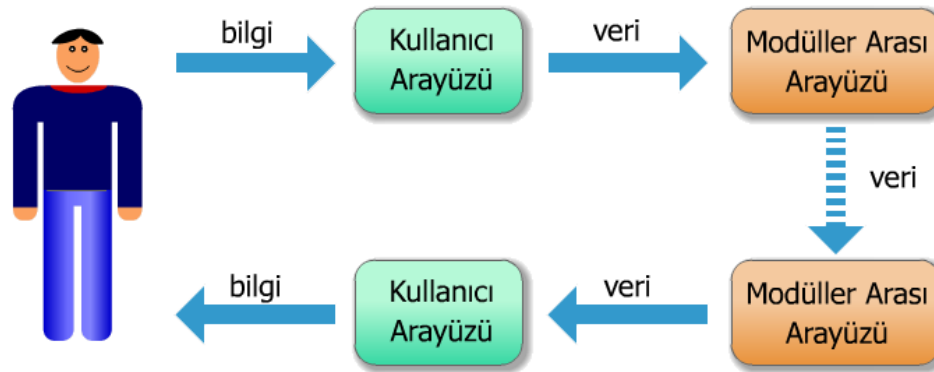 bilgi
Kullanıcı
Arayüzü
veri
Modüller Arası
Arayüzü
veri
bilgi
Kullanıcı
Arayüzü
veri
Modüller Arası
Arayüzü